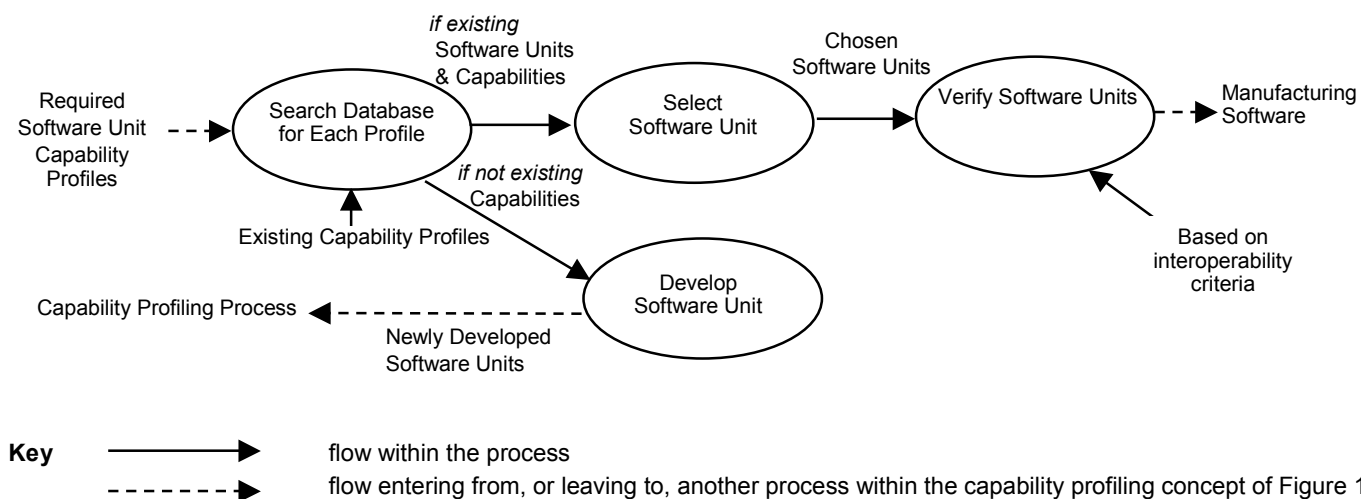 Required
Software Unit
Capability
Profiles
Search Database
for Each Profile
if existing
Software Units
& Capabilities
Select
Software Unit
Chosen
Software Units
Verify Software Units
Manufacturing
Software
if not existing
Capabilities
Existing Capability Profiles
Based on
interoperability
criteria
Develop
Software Unit
Capability Profiling Process
Newly Developed
Software Units
Key
flow within the process
flow entering from, or leaving to, another process within the capability profiling concept of Figure 1